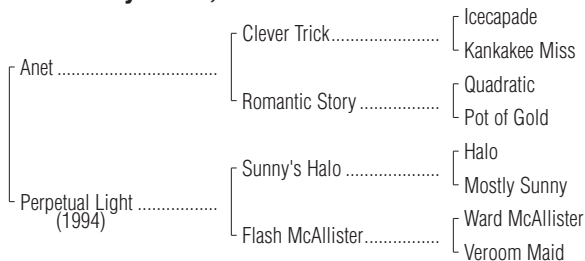 Icecapade
Clever Trick.....................
Kankakee Miss
Anet ...............................
Quadratic
Romantic Story ................
Pot of Gold
Halo
Sunny's Halo ...................
Mostly Sunny
Perpetual Light ...............
(1994)
Ward McAllister
Flash McAllister..............
Veroom Maid